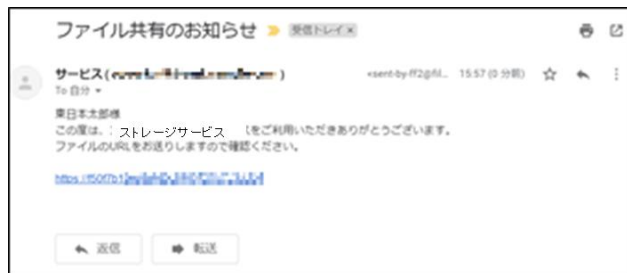 ファイル共有のお知らせ
受信トレイ ×
サービス(
<sent-by-ff2@fil... 15:57 (0 分前)
To 自分
東日本太郎様
この度は、ストレージサービス をご利用いただきありがとうございます。
ファイルのURLをお送りしますので確認ください。
返信
転送